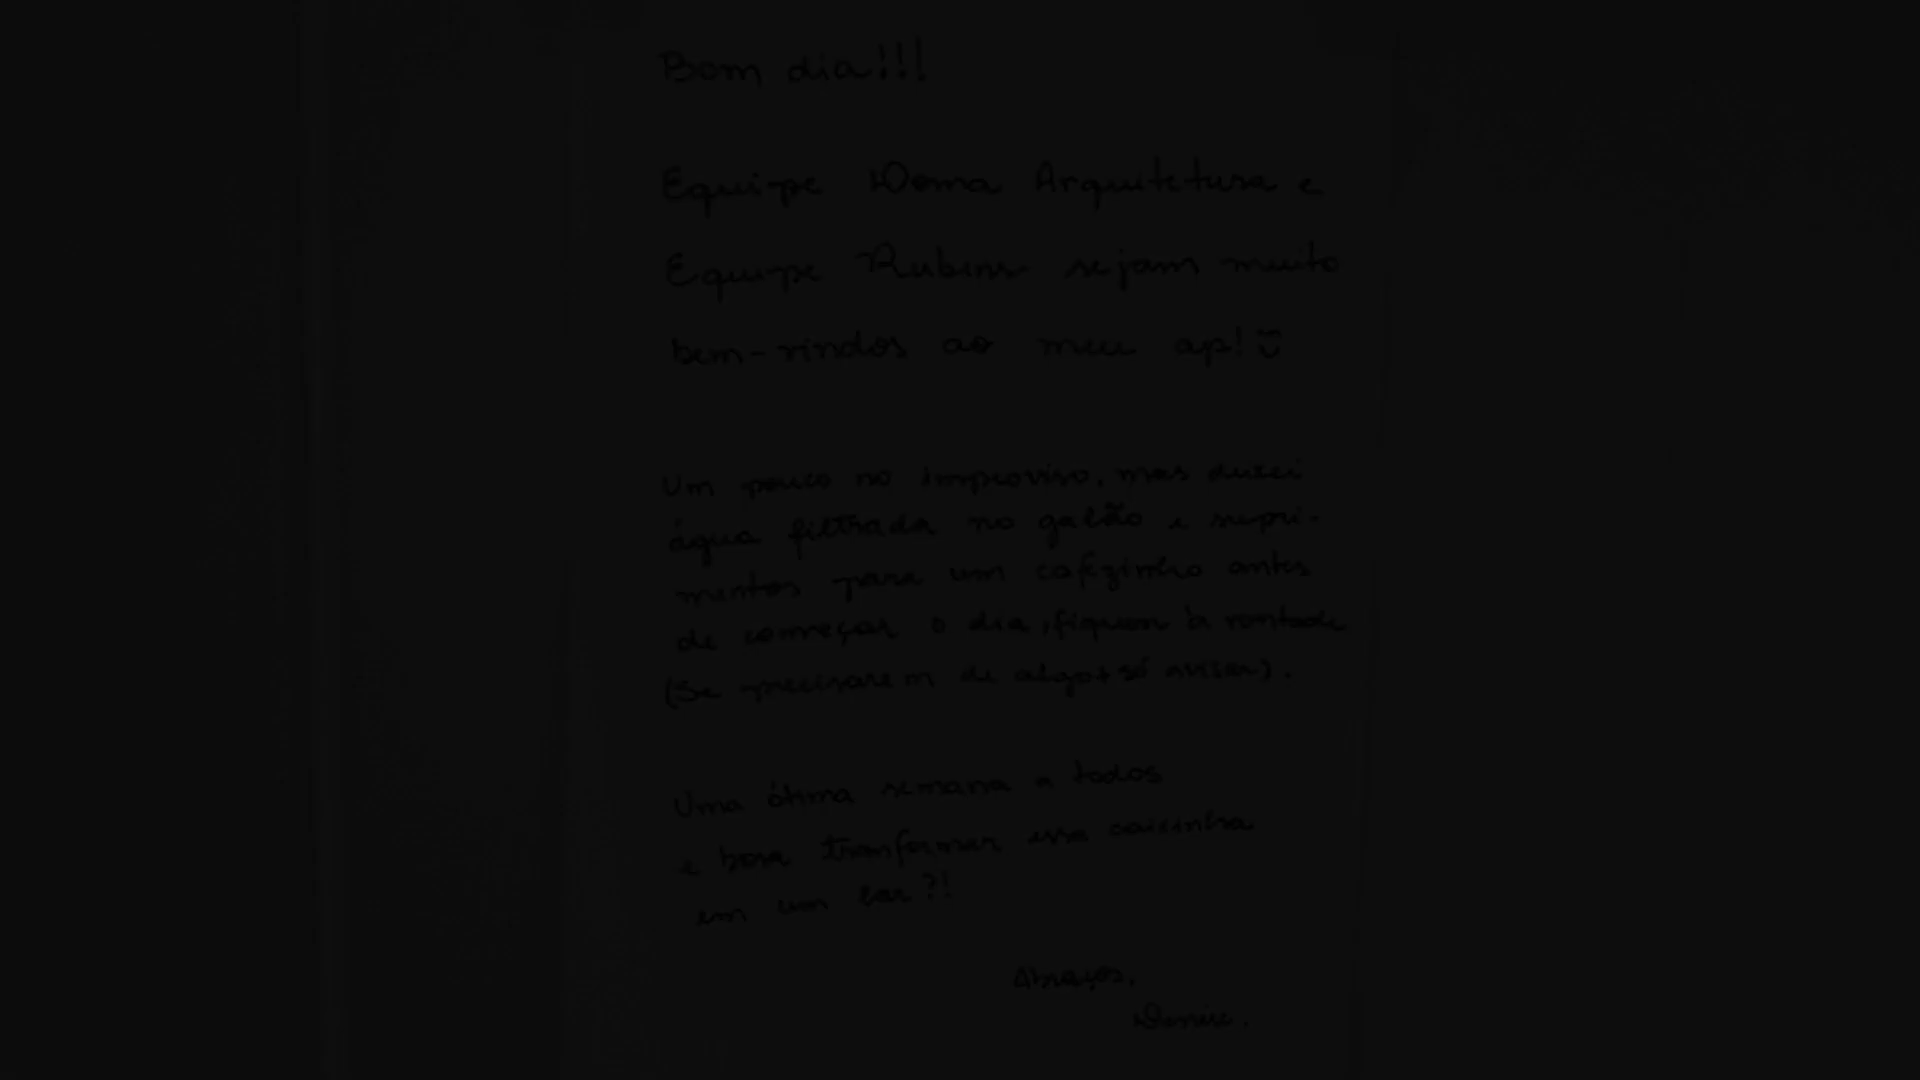 Bom dia!!!
Equipe Doma Arquitetura e
Equipe Rubens sejam muito
bem-vindos ao meu ap!
Um pouco no improviso, mas deixei
água filtrada no galão e supri-
mentos para um cafezinho antes
de começar o dia, fiquem à vontade
(Se precisarem de algo só avisar).
Uma ótima semana a todos
e bora transformar essa caixinha
em um lar?!
Abraços,